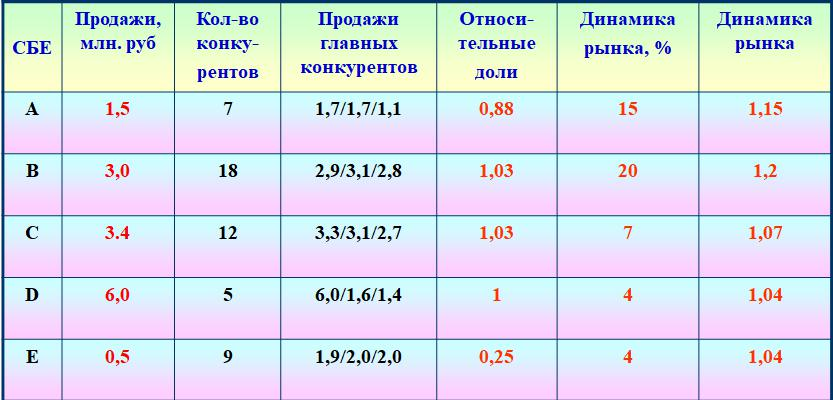 СБЕ Продажи, млн. руб Кол-во конку-рентов Продажи главных конкурентов Относи-тельные доли Динамика рынка, % Динамика рынка
A 1,5 7 1,7/1,7/1,1 0,88 15 1,15
B 3,0 18 2,9/3,1/2,8 1,03 20 1,2
C 3.4 12 3,3/3,1/2,7 1,03 7 1,07
D 6,0 5 6,0/1,6/1,4 1 4 1,04
E 0,5 9 1,9/2,0/2,0 0,25 4 1,04